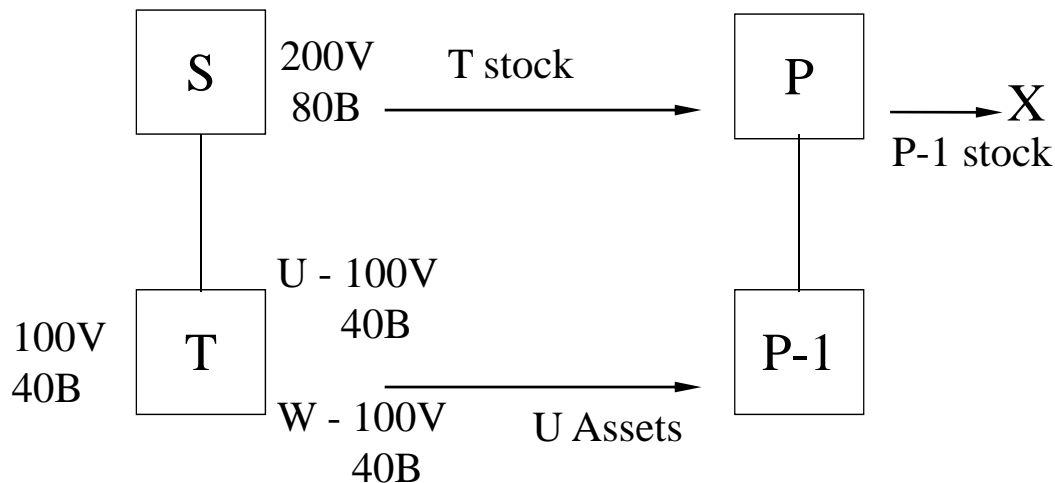 S
200V
80B
T stock
P
X
P-1 stock
100V
40B
T
U - 100V
40B
W - 100V
40B
U Assets
P-1